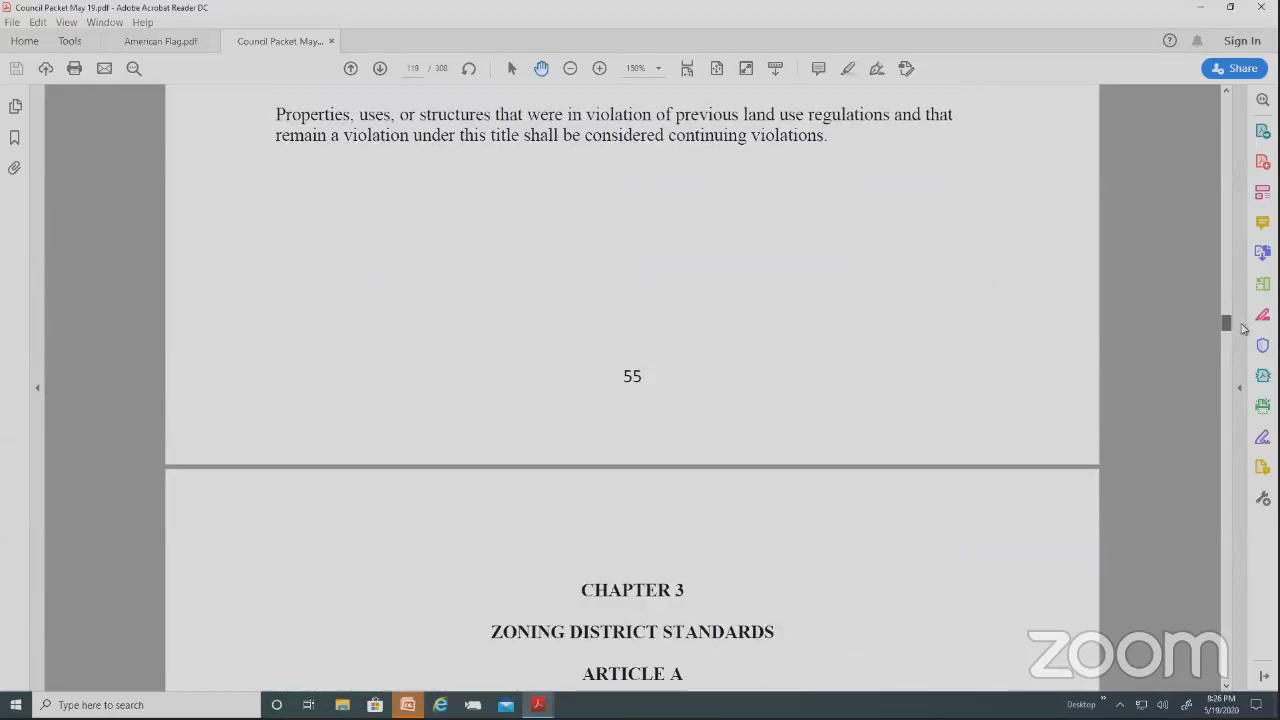 Council Packet May 19.pdf - Adobe Acrobat Reader DC
File Edit View Window Help
Home Tools American Flag.pdf Council Packet May... × Sign In
119 / 308 150% Share
Properties, uses, or structures that were in violation of previous land use regulations and that
remain a violation under this title shall be considered continuing violations.
55
CHAPTER 3
ZONING DISTRICT STANDARDS
ARTICLE A
zoom
Type here to search Desktop 8:26 PM
5/19/2020